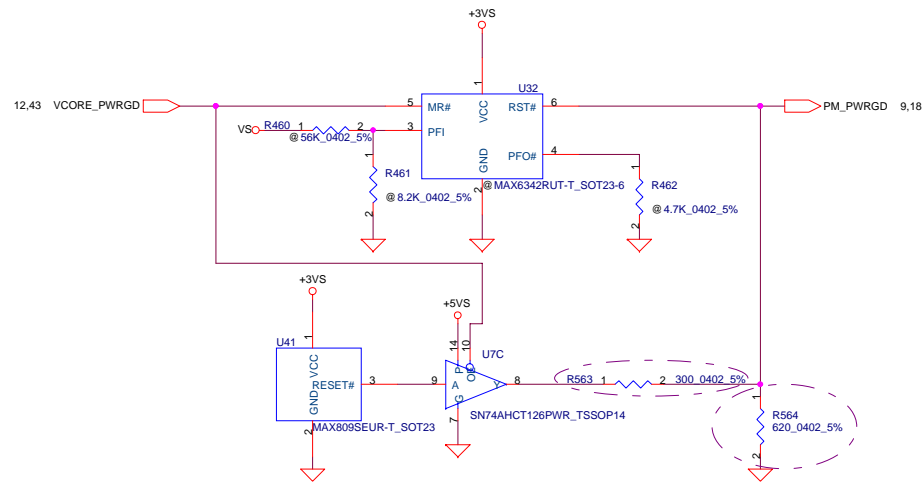 +3VS
12,43 VCORE_PWRGD
1
U32
5 MR# VCC RST# 6
PM_PWRGD 9,18
VS R460 1 2 3 PFI
@56K_0402_5%
PFO# 4
GND
1
R461
@8.2K_0402_5%
2
2 @MAX6342RUT-T_SOT23-6
1
R462
@4.7K_0402_5%
2
+3VS
+5VS
1
U41
VCC
RESET# 3
GND
2
MAX809SEUR-T_SOT23
14 10
U7C
P OE
9 A Y 8
G
7
SN74AHCT126PWR_TSSOP14
R563 1 2 300_0402_5%
1
R564
620_0402_5%
2